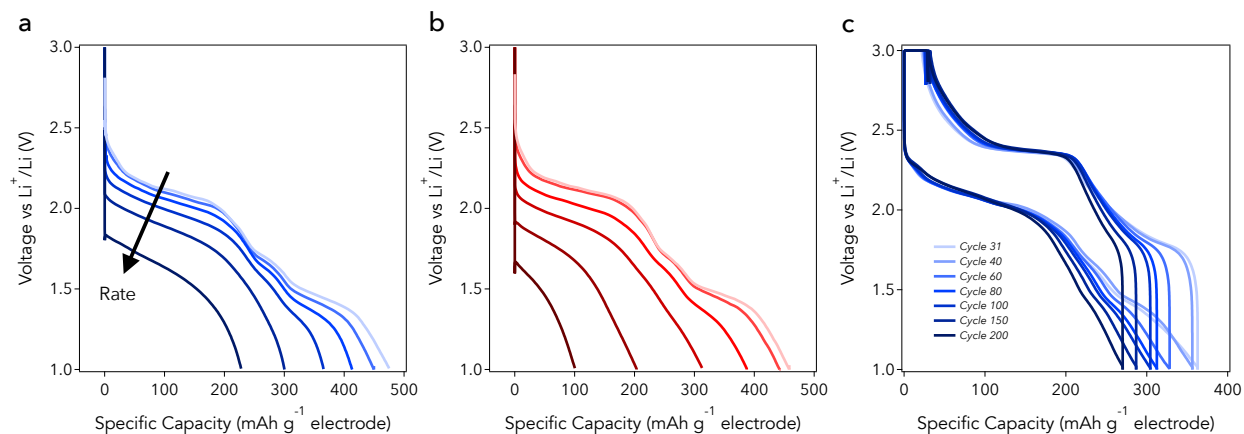 a
3.0
2.5
2.0
1.5
1.0
Voltage vs Li⁺/Li (V)
Rate
0
100
200
300
400
500
Specific Capacity (mAh g⁻¹ electrode)
b
3.0
2.5
2.0
1.5
1.0
Voltage vs Li⁺/Li (V)
0
100
200
300
400
500
Specific Capacity (mAh g⁻¹ electrode)
c
3.0
2.5
2.0
1.5
1.0
Voltage vs Li⁺/Li (V)
Cycle 31
Cycle 40
Cycle 60
Cycle 80
Cycle 100
Cycle 150
Cycle 200
0
100
200
300
400
Specific Capacity (mAh g⁻¹ electrode)